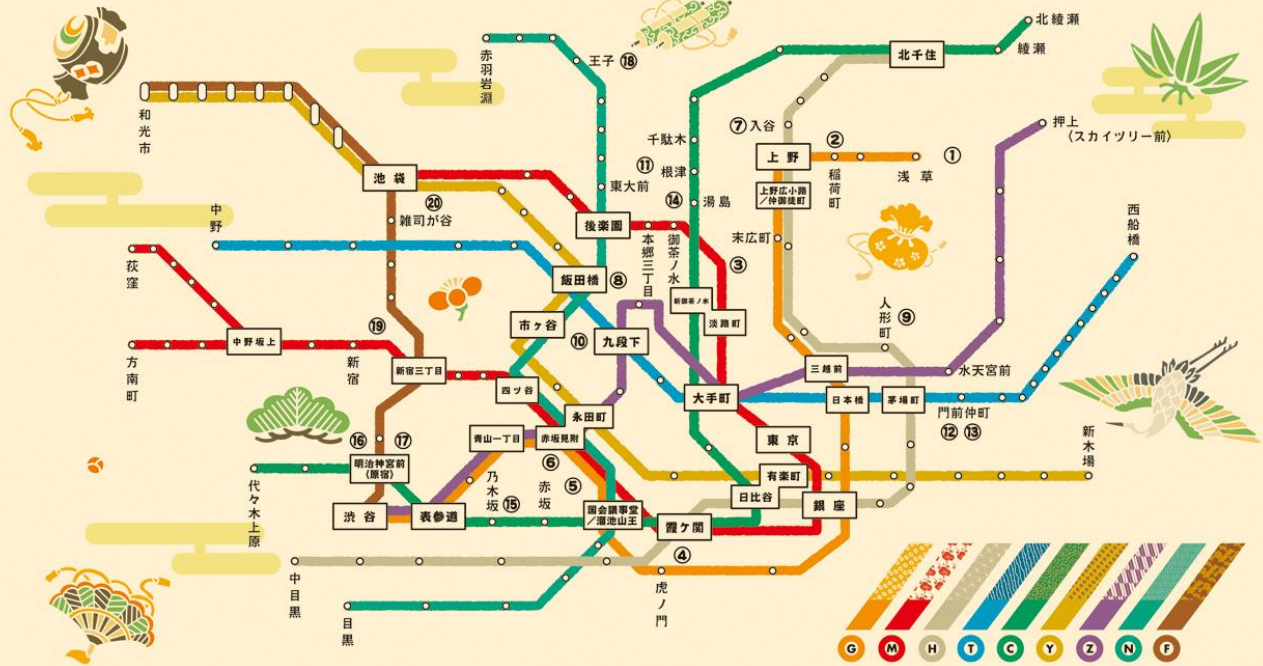 北綾瀬
綾瀬
北千住
赤羽岩淵
王子 ⑱
和光市
千駄木
⑦ 入谷
押上
〈スカイツリー前〉
上野
②
①
稲荷町
浅草
⑪
根津
池袋
東大前
上野広小路
/仲御徒町
⑳
⑭
湯島
雑司が谷
中野
後楽園
本郷三丁目
御茶ノ水
末広町
西船橋
荻窪
③
飯田橋
⑧
新御茶ノ水
淡路町
人形町
⑨
⑲
市ヶ谷
⑩
九段下
中野坂上
方南町
新宿
新宿三丁目
三越前
水天宮前
四ツ谷
大手町
日本橋
茅場町
門前仲町
⑫ ⑬
永田町
青山一丁目
赤坂見附
東京
新木場
⑯
⑰
明治神宮前
(原宿)
⑥
乃木坂
⑮
赤坂
⑤
有楽町
日比谷
代々木上原
渋谷
表参道
国会議事堂
/溜池山王
霞ケ関
銀座
④
中目黒
虎ノ門
目黒
G M H T C Y Z N F